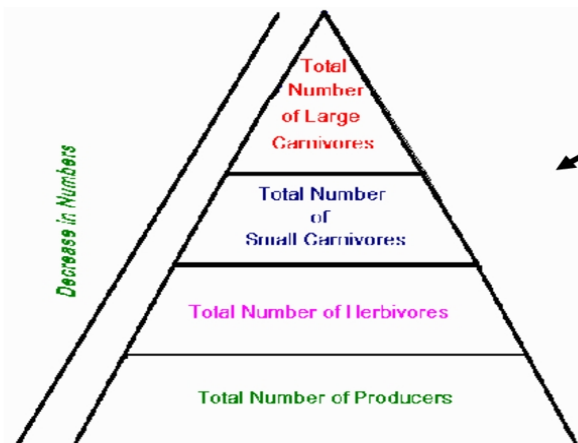 Total
Number
of Large
Carnivores
Total Number
of
Small Carnivores
Total Number of Herbivores
Total Number of Producers
Decrease in Numbers